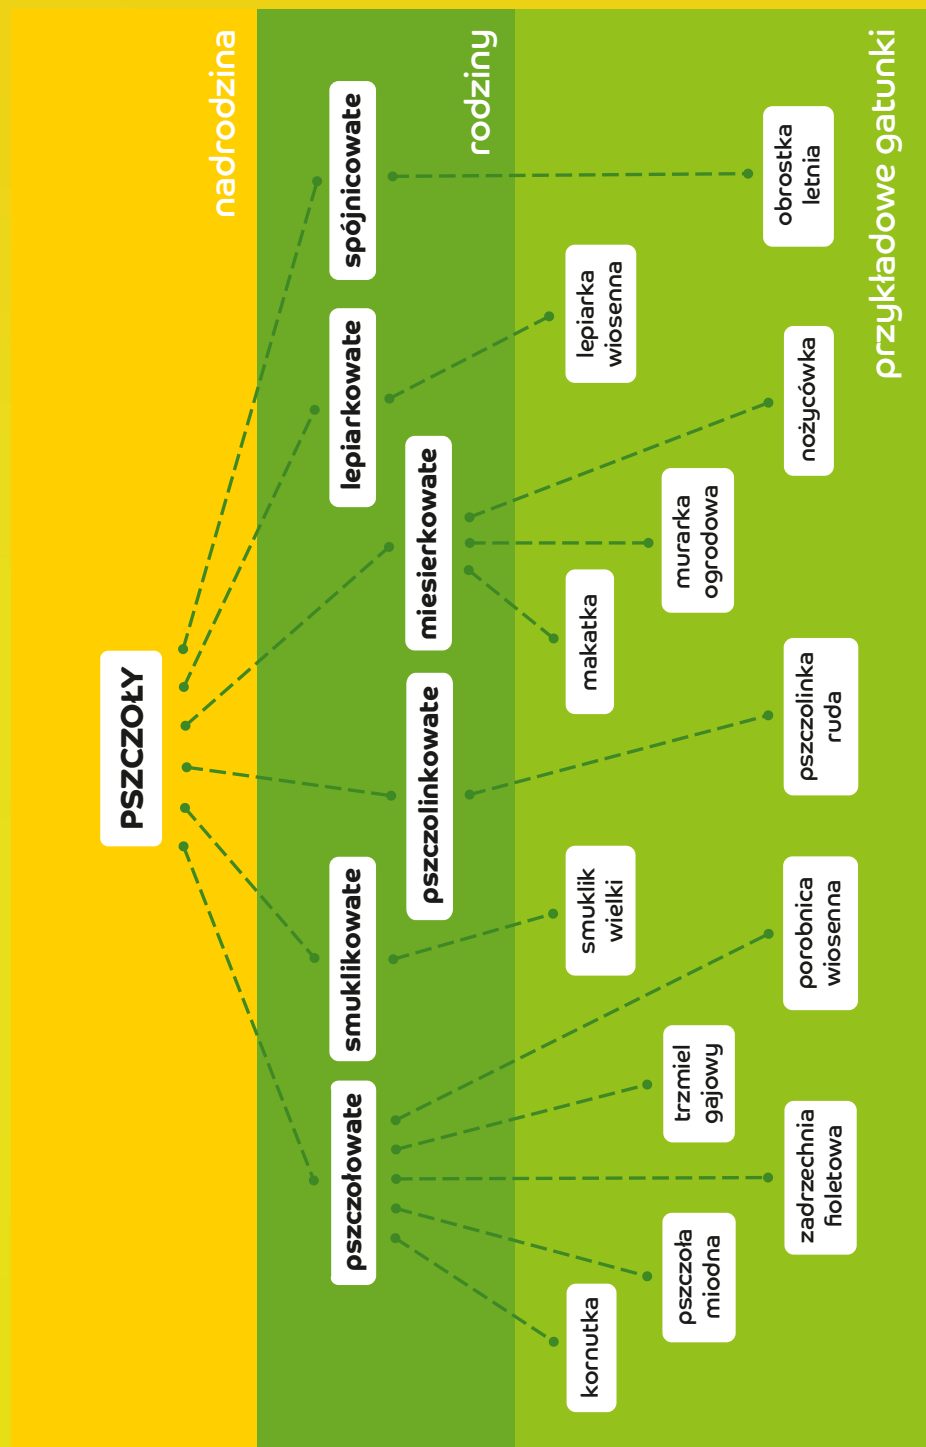 nadrodzina
PSZCZOŁY
rodziny
pszczołowate
smuklikowate
pszczolinkowate
miesierkowate
lepiarkowate
spójnicowate
przykładowe gatunki
kornutka
pszczoła
miodna
zadrzechnia
fioletowa
trzmiel
gajowy
porobnica
wiosenna
smuklik
wielki
pszczolinka
ruda
makatka
murarka
ogrodowa
nożycówka
lepiarka
wiosenna
obrostka
letnia